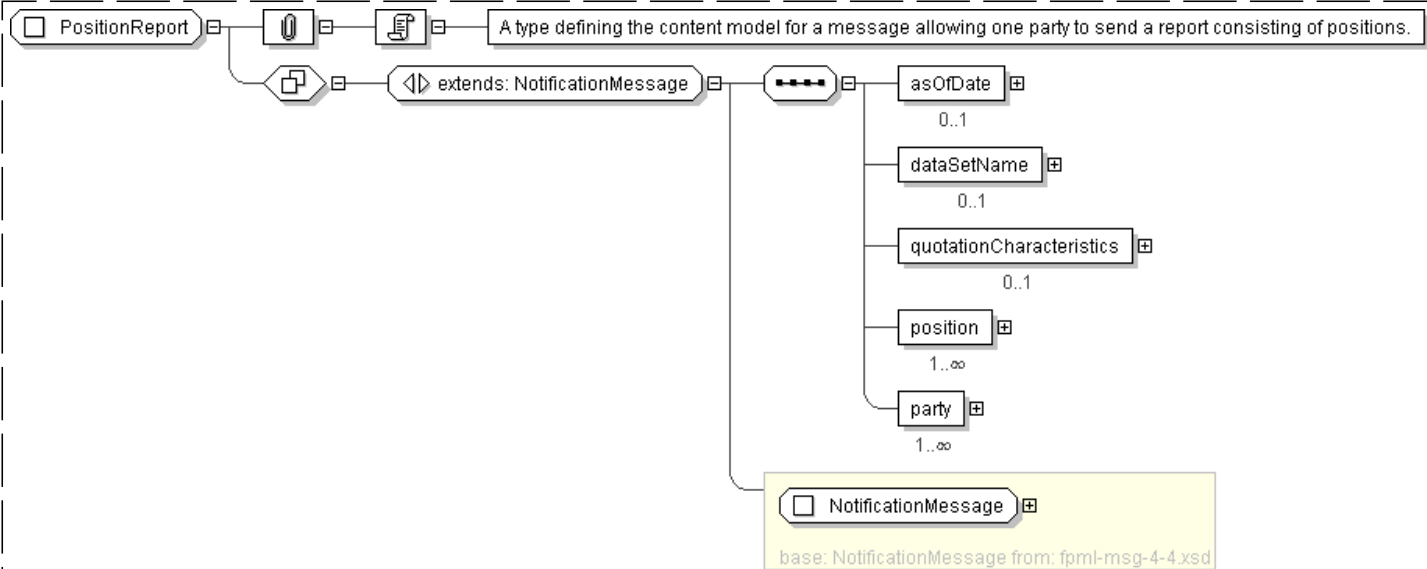 PositionReport
A type defining the content model for a message allowing one party to send a report consisting of positions.
extends: NotificationMessage
asOfDate
0..1
dataSetName
0..1
quotationCharacteristics
0..1
position
1..∞
party
1..∞
NotificationMessage
base: NotificationMessage from: fpml-msg-4-4.xsd